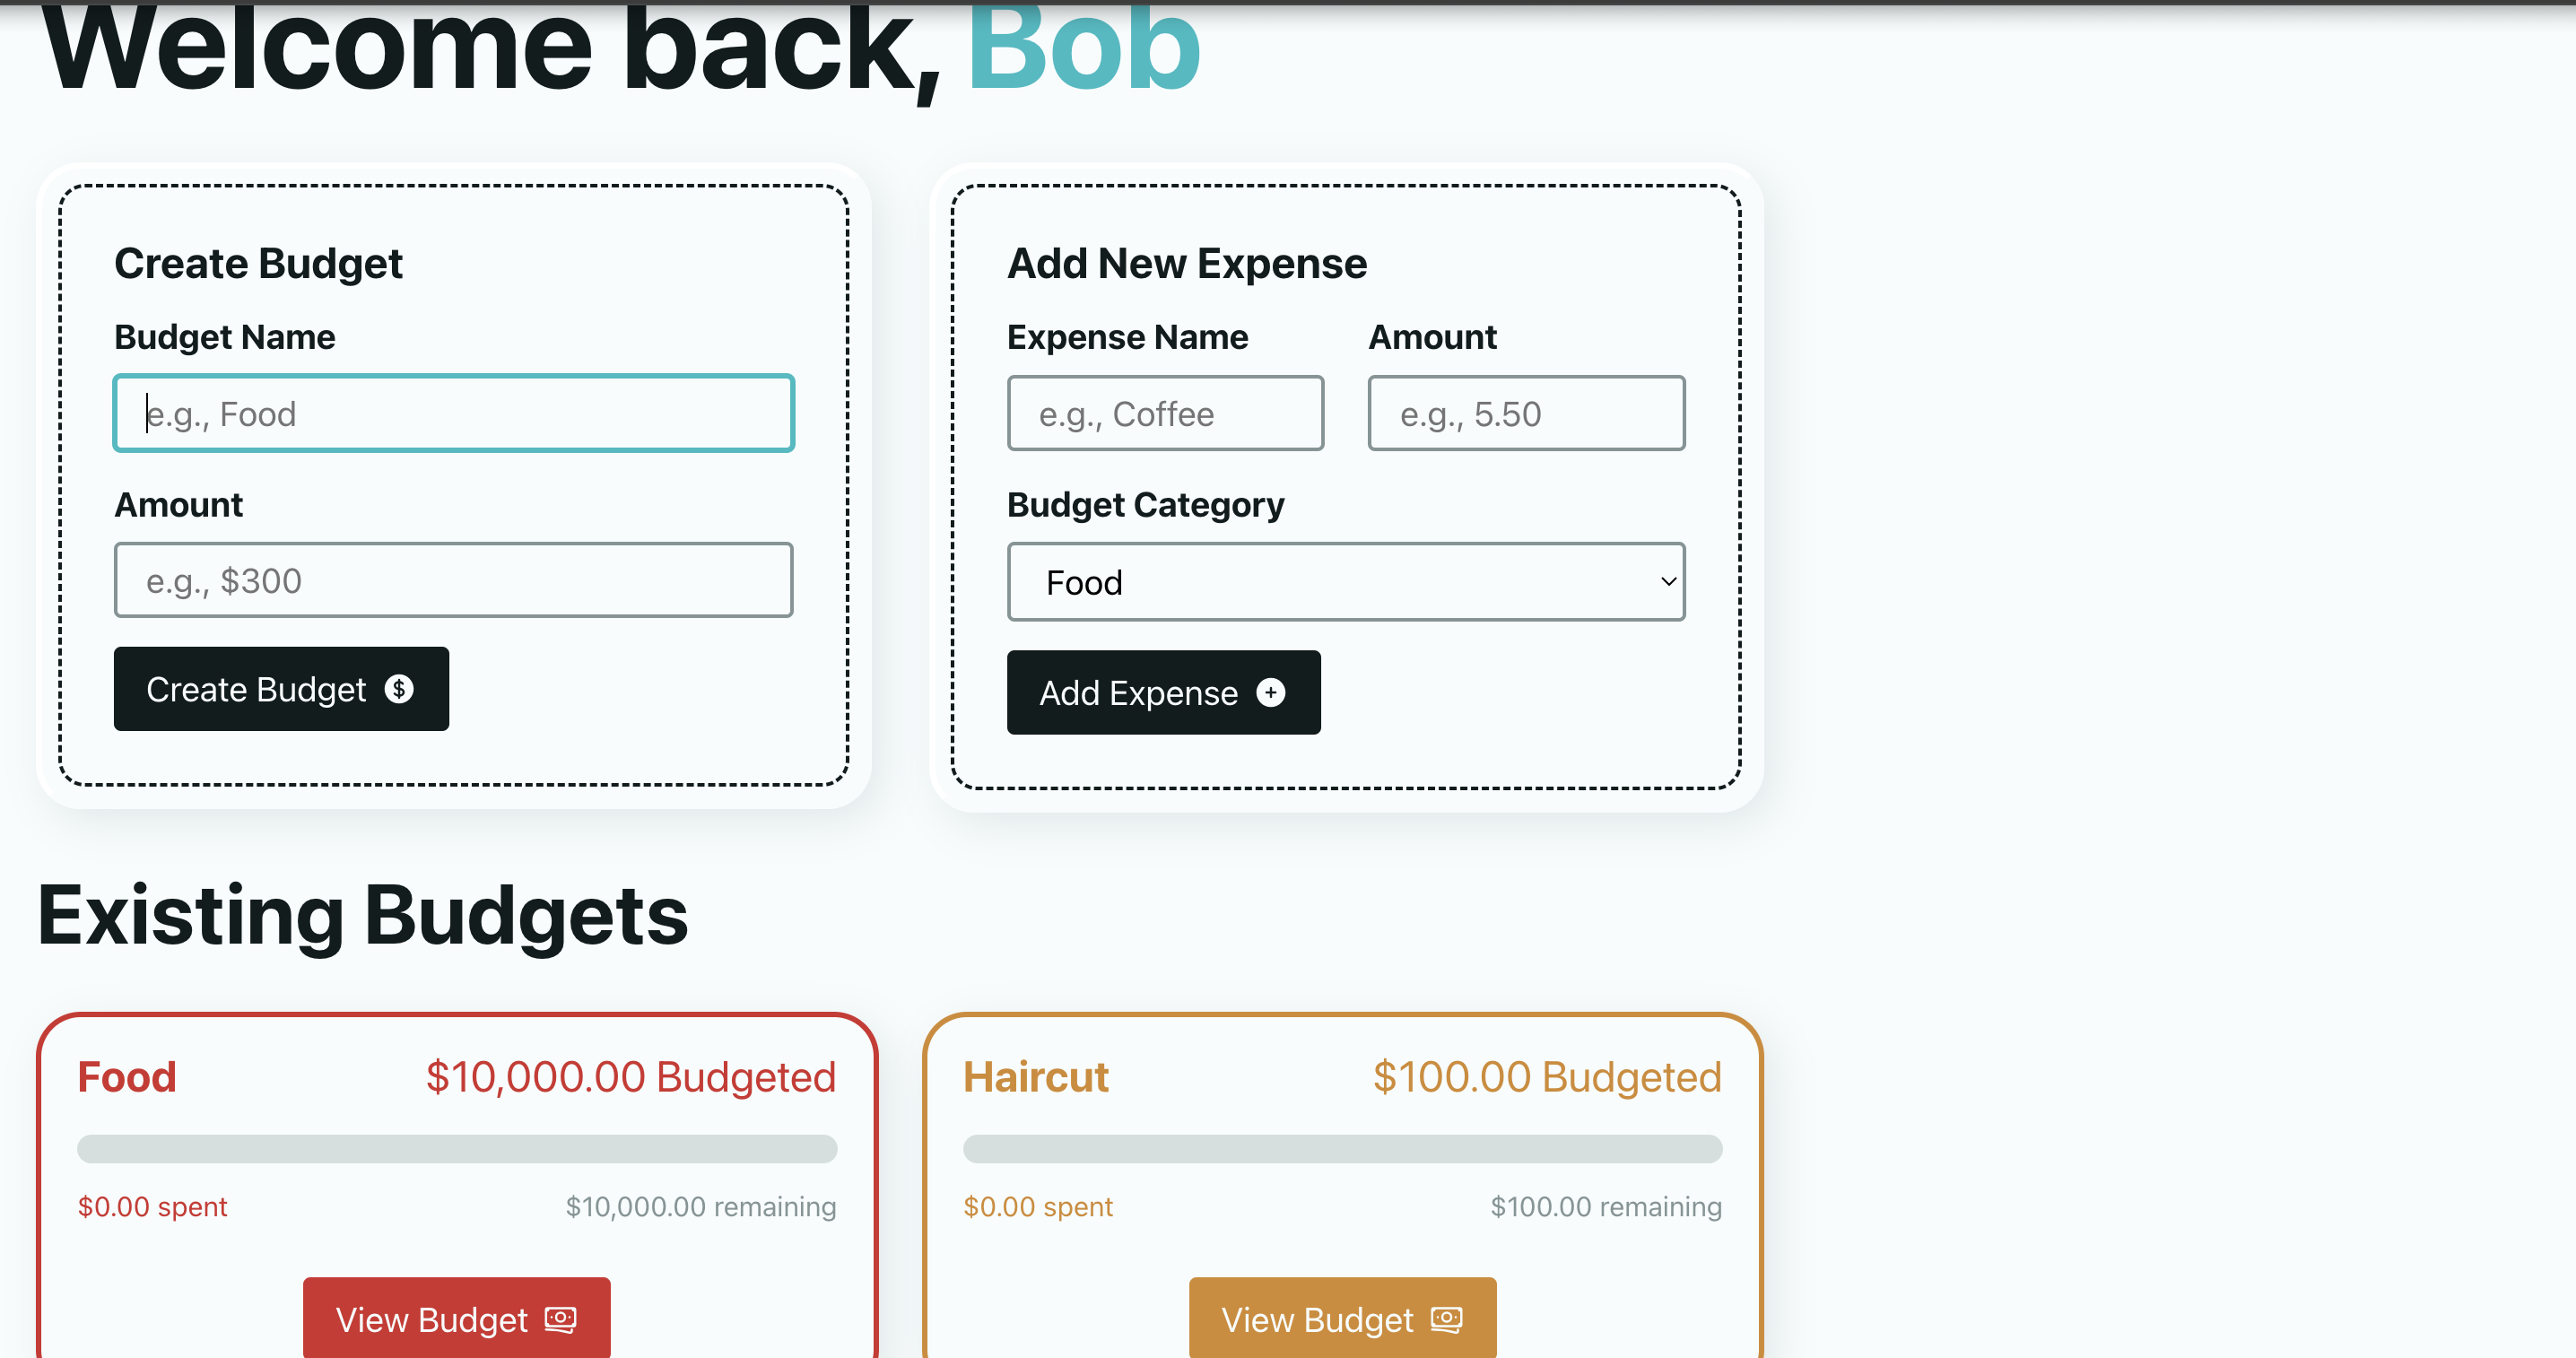 Welcome back, Bob
Create Budget
Budget Name
e.g., Food
Amount
e.g., $300
Create Budget
Add New Expense
Expense Name Amount
e.g., Coffee e.g., 5.50
Budget Category
Food
Add Expense
Existing Budgets
Food $10,000.00 Budgeted
$0.00 spent $10,000.00 remaining
View Budget
Haircut $100.00 Budgeted
$0.00 spent $100.00 remaining
View Budget